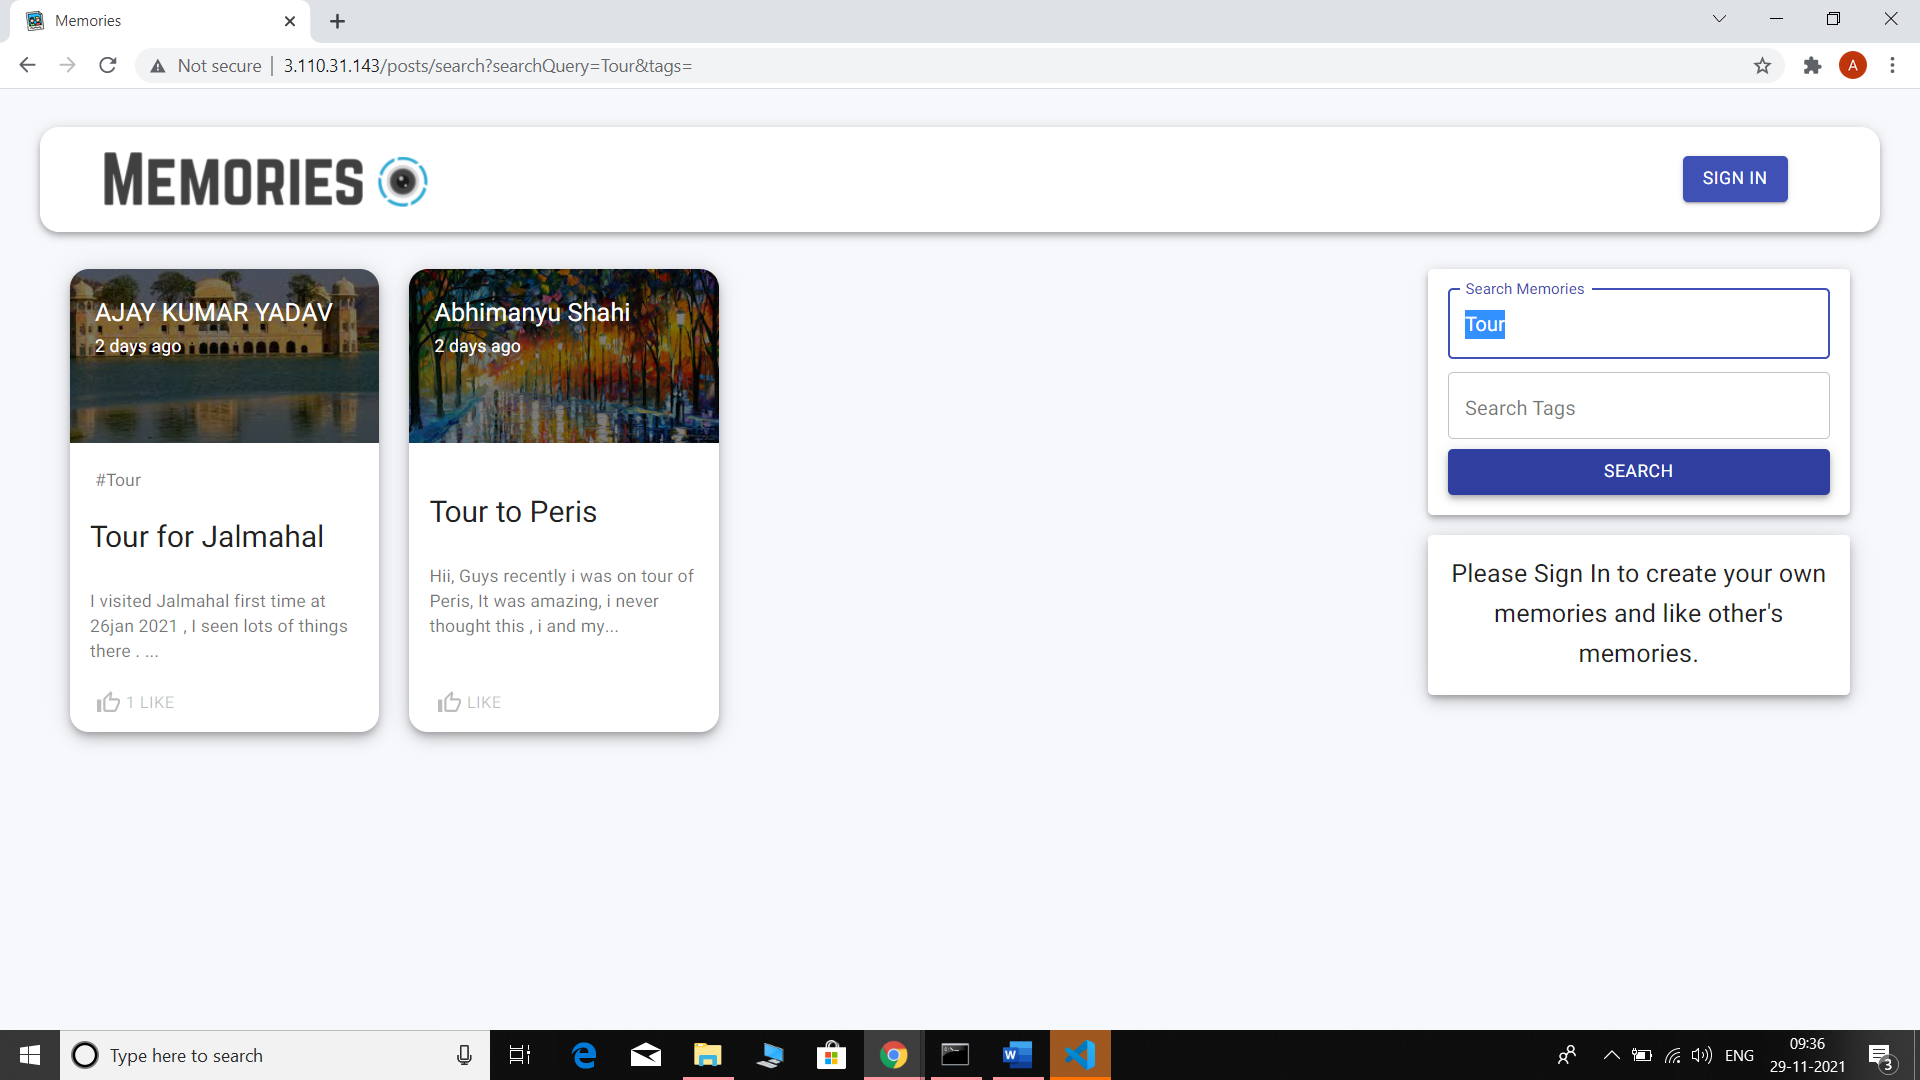 Memories
Not secure
3.110.31.143/posts/search?searchQuery=Tour&tags=
A
MEMORIES
SIGN IN
AJAY KUMAR YADAV
2 days ago
#Tour
Tour for Jalmahal
I visited Jalmahal first time at
26jan 2021 , I seen lots of things
there . ...
1 LIKE
Abhimanyu Shahi
2 days ago
Tour to Peris
Hii, Guys recently i was on tour of
Peris, It was amazing, i never
thought this , i and my...
LIKE
Search Memories
Tour
Search Tags
SEARCH
Please Sign In to create your own
memories and like other's
memories.
Type here to search
ENG
09:36
29-11-2021
3